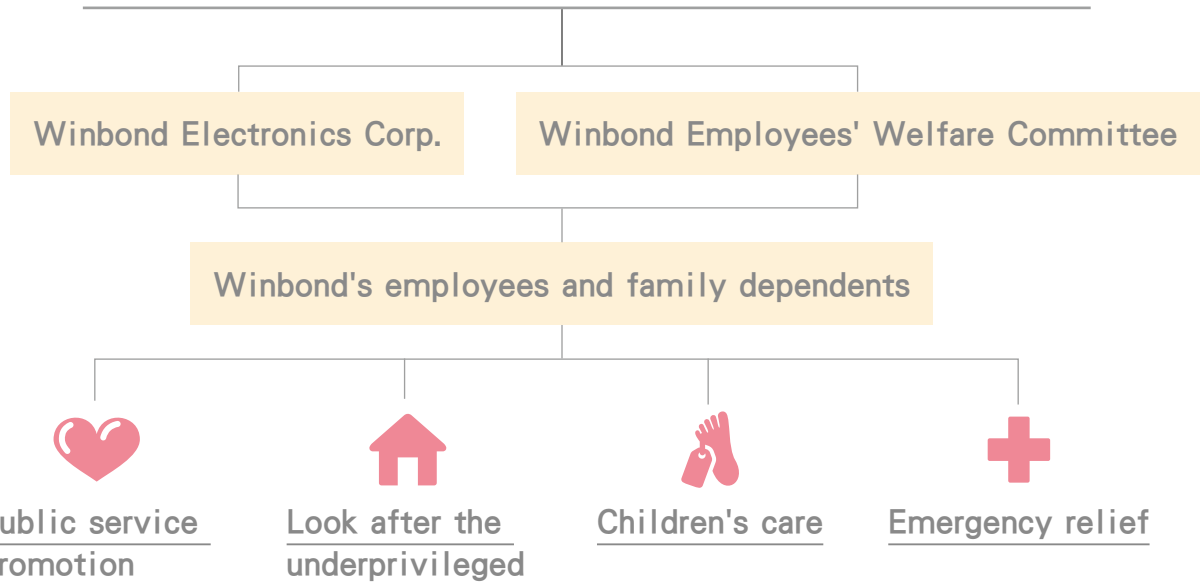 Winbond Electronics Corp.
Winbond Employees' Welfare Committee
Winbond's employees and family dependents
ublic service
romotion
Look after the
underprivileged
Children's care
Emergency relief